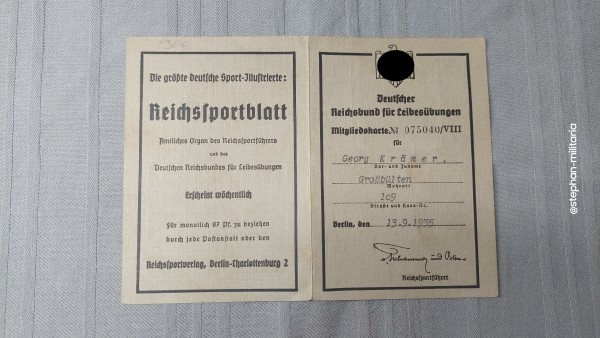 Die größte deutsche Sport-Illustrierte:
Reichssportblatt
Amtliches Organ des Reichssportführers
und des
Deutschen Reichsbundes für Leibesübungen
Erscheint wöchentlich
Für monatlich 87 Pf. zu beziehen
durch jede Postanstalt oder den
Reichssportverlag, Berlin-Charlottenburg 2
Deutscher
Reichsbund für Leibesübungen
Mitgliedskarte № 075040/VIII
für
Georg Krämer.
Vor- und Zuname
Großbülten
Wohnort
109
Straße und Haus-Nr.
Berlin, den 13.9.1936
Reichssportführer
@stephan-militaria